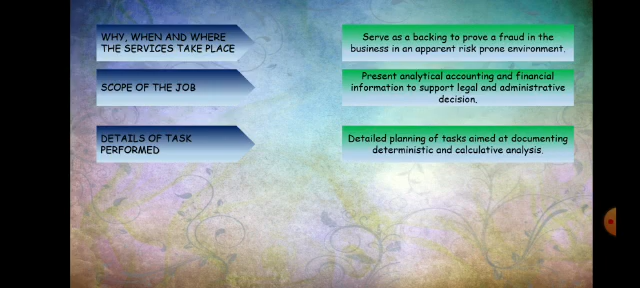 WHY, WHEN AND WHERE
THE SERVICES TAKE PLACE
Serve as a backing to prove a fraud in the
business in an apparent risk prone environment.
SCOPE OF THE JOB
Present analytical accounting and financial
information to support legal and administrative
decision.
DETAILS OF TASK
PERFORMED
Detailed planning of tasks aimed at documenting
deterministic and calculative analysis.